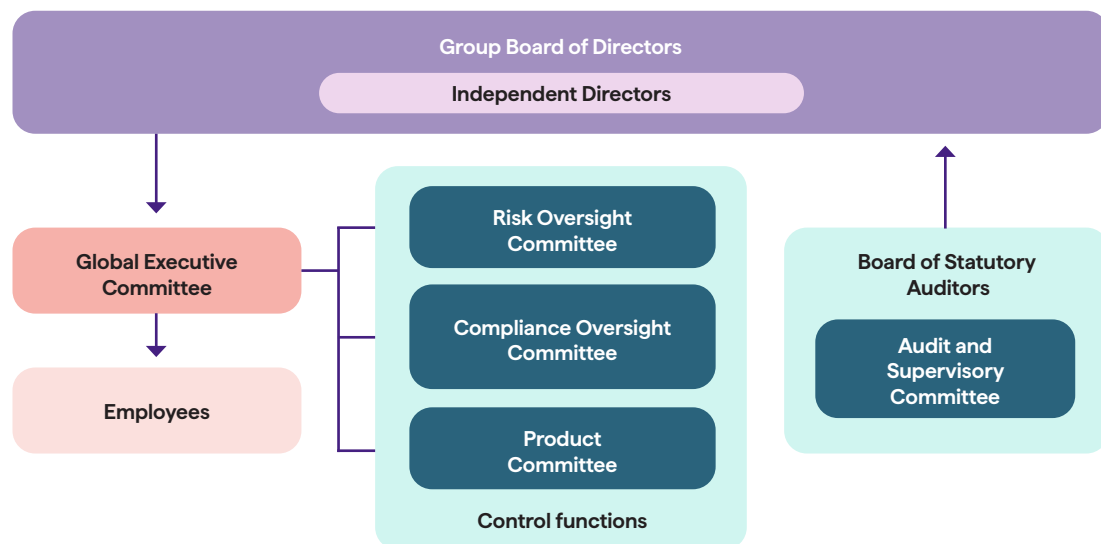 Group Board of Directors
Independent Directors
Global Executive
Committee
Employees
Risk Oversight
Committee
Compliance Oversight
Committee
Product
Committee
Control functions
Board of Statutory
Auditors
Audit and
Supervisory
Committee